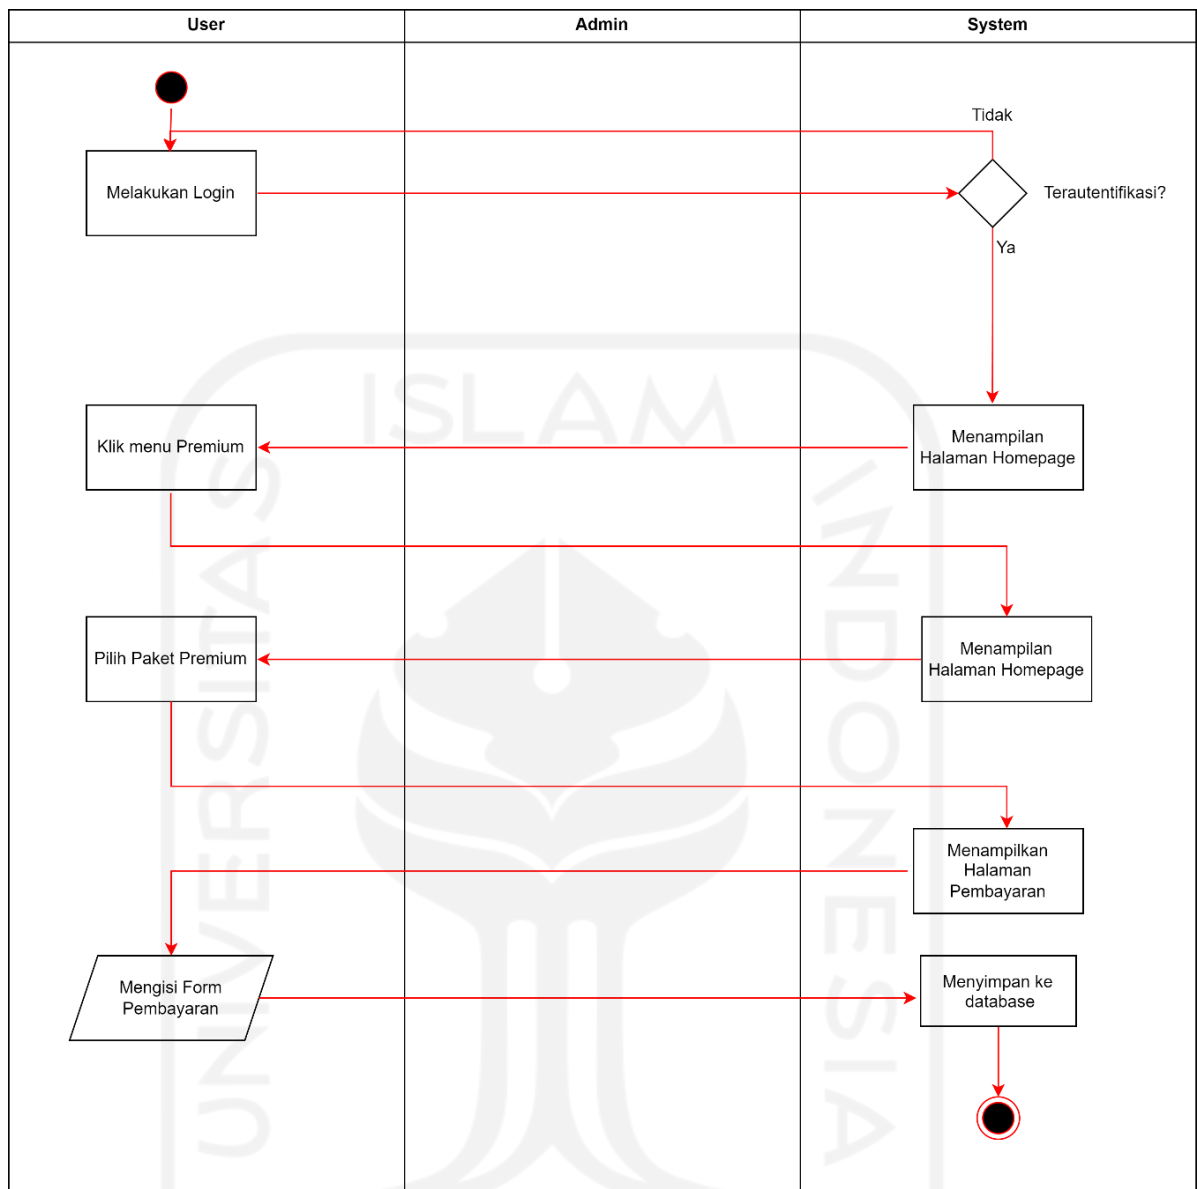 User
Admin
System
Tidak
Melakukan Login
Terautentifikasi?
Ya
Klik menu Premium
Menampilan
Halaman Homepage
Pilih Paket Premium
Menampilan
Halaman Homepage
Menampilkan
Halaman
Pembayaran
Mengisi Form
Pembayaran
Menyimpan ke
database
UNIVERSITAS
ISLAM
INDONESIA